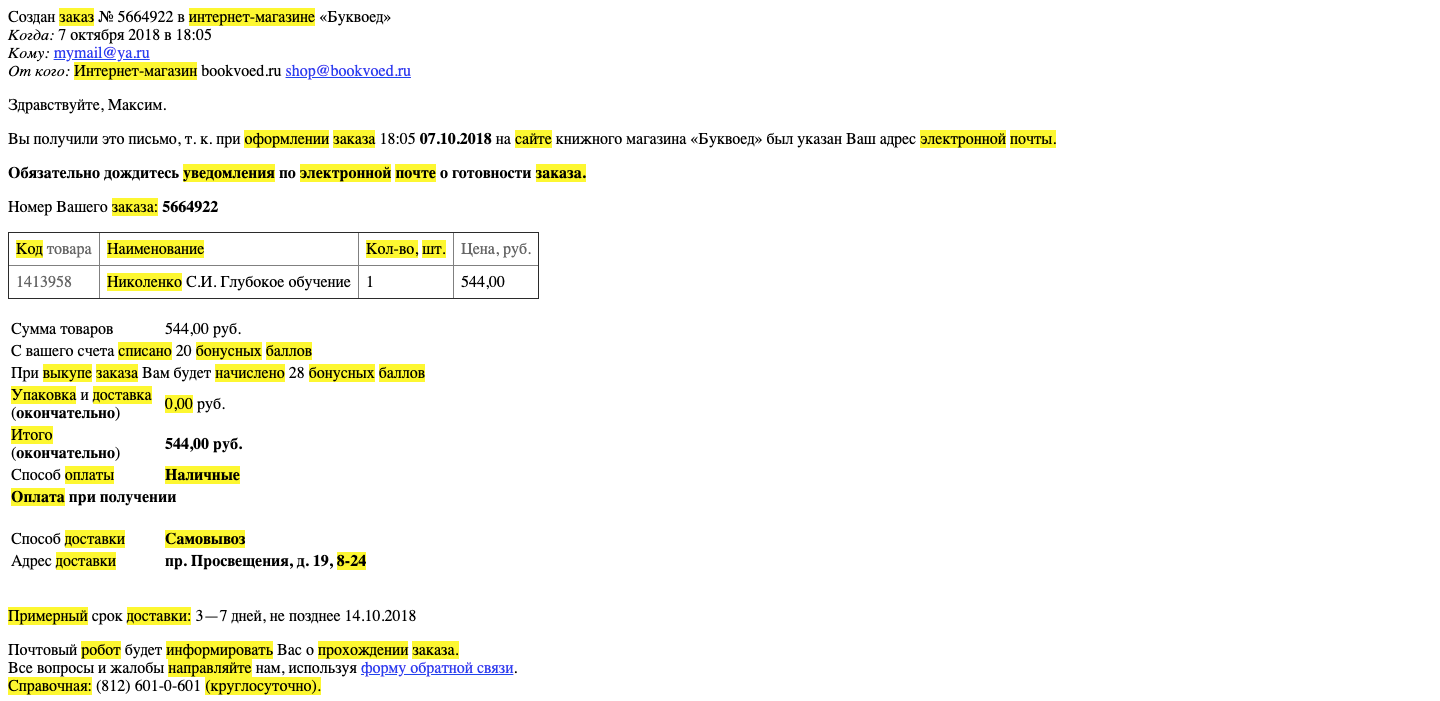 Создан заказ № 5664922 в интернет-магазине «Буквоед»
Когда: 7 октября 2018 в 18:05
Кому: mymail@ya.ru
От кого: Интернет-магазин bookvoed.ru shop@bookvoed.ru
Здравствуйте, Максим.
Вы получили это письмо, т. к. при оформлении заказа 18:05 07.10.2018 на сайте книжного магазина «Буквоед» был указан Ваш адрес электронной почты.
Обязательно дождитесь уведомления по электронной почте о готовности заказа.
Номер Вашего заказа: 5664922
Код товара Наименование Кол-во, шт. Цена, руб.
1413958 Николенко С.И. Глубокое обучение 1 544,00
Сумма товаров 544,00 руб.
С вашего счета списано 20 бонусных баллов
При выкупе заказа Вам будет начислено 28 бонусных баллов
Упаковка и доставка
(окончательно) 0,00 руб.
Итого
(окончательно) 544,00 руб.
Способ оплаты Наличные
Оплата при получении
Способ доставки Самовывоз
Адрес доставки пр. Просвещения, д. 19, 8-24
Примерный срок доставки: 3—7 дней, не позднее 14.10.2018
Почтовый робот будет информировать Вас о прохождении заказа.
Все вопросы и жалобы направляйте нам, используя форму обратной связи.
Справочная: (812) 601-0-601 (круглосуточно).